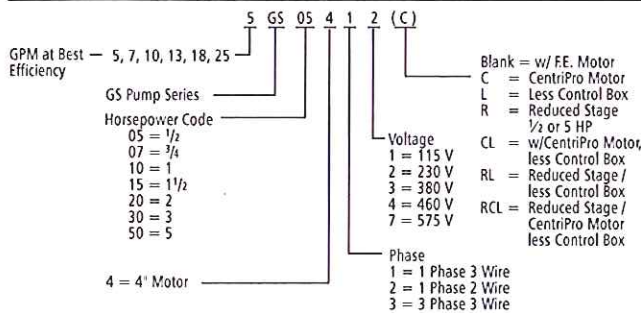 5 GS 05 4 1 2 (C)
GPM at Best Efficiency — 5, 7, 10, 13, 18, 25
GS Pump Series
Horsepower Code
05 = 1/2
07 = 3/4
10 = 1
15 = 1 1/2
20 = 2
30 = 3
50 = 5
4 = 4" Motor
Blank = w/ F.E. Motor
C = CentriPro Motor
L = Less Control Box
R = Reduced Stage
1/2 or 5 HP
CL = w/CentriPro Motor,
less Control Box
RL = Reduced Stage /
less Control Box
RCL = Reduced Stage /
CentriPro Motor
less Control Box
Voltage
1 = 115 V
2 = 230 V
3 = 380 V
4 = 460 V
7 = 575 V
Phase
1 = 1 Phase 3 Wire
2 = 1 Phase 2 Wire
3 = 3 Phase 3 Wire